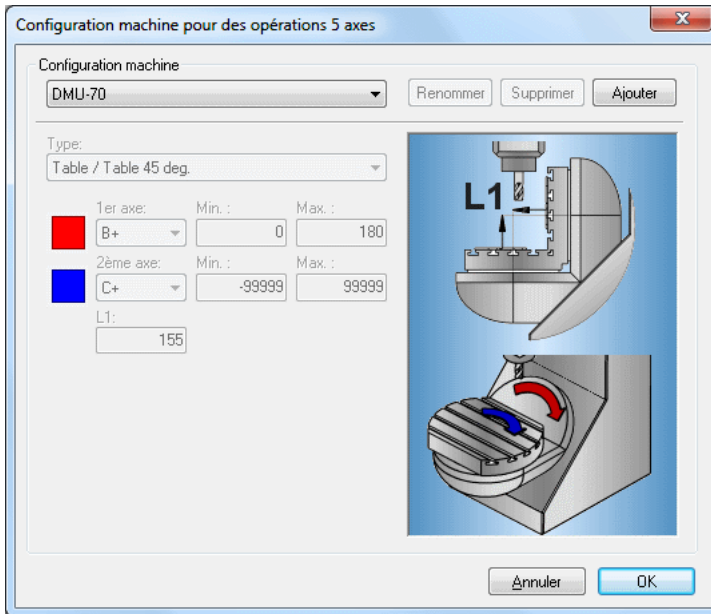 Configuration machine pour des opérations 5 axes
Configuration machine
DMU-70
Renommer
Supprimer
Ajouter
Type:
Table / Table 45 deg.
1er axe:
Min. :
Max. :
B+
0
180
2ème axe:
Min. :
Max. :
C+
-99999
99999
L1:
155
L1
Annuler
OK